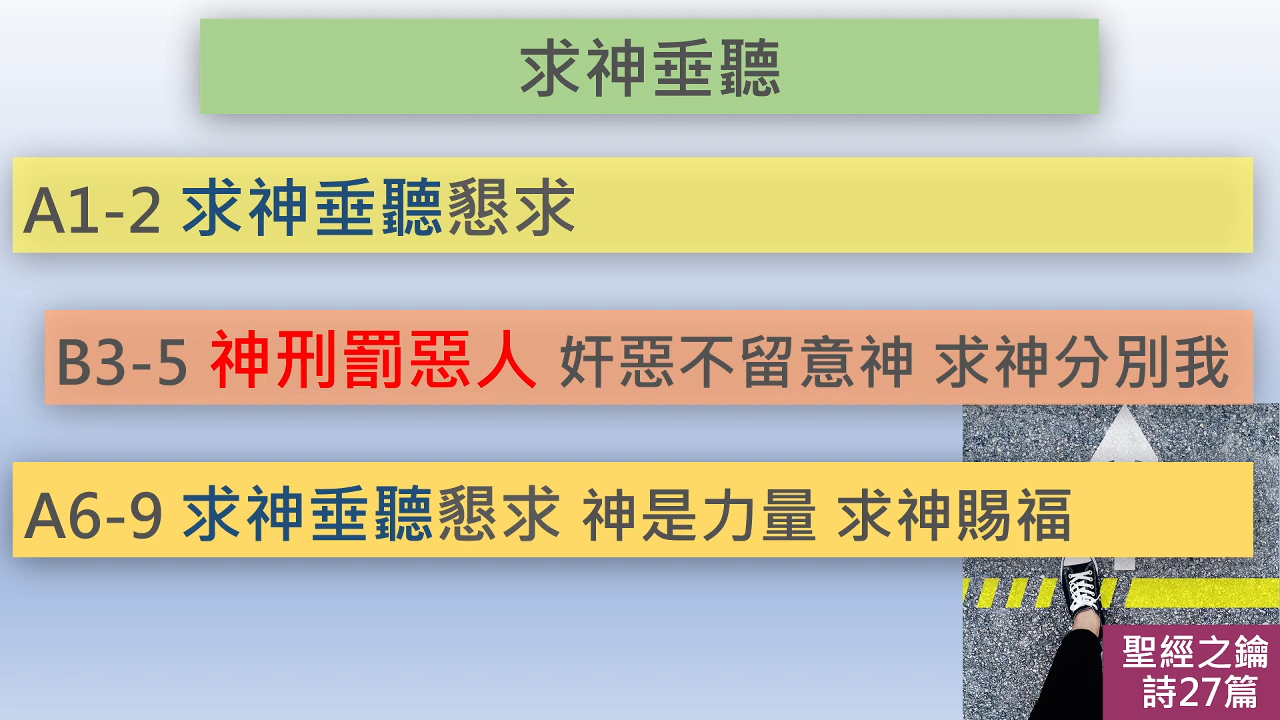 求神垂聽
A1-2 求神垂聽懇求
B3-5 神刑罰惡人 奸惡不留意神 求神分別我
A6-9 求神垂聽懇求 神是力量 求神賜福
聖經之鑰
詩27篇